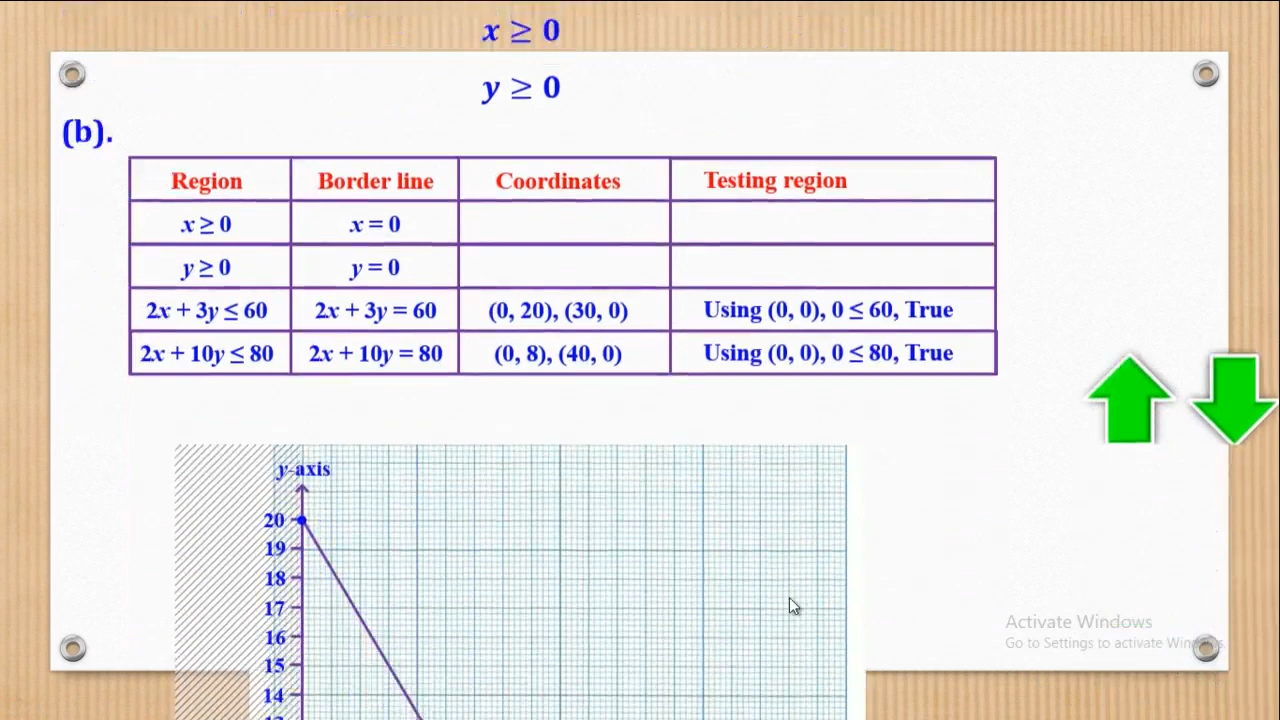 x ≥ 0
y ≥ 0
(b).
Region Border line Coordinates Testing region
x ≥ 0 x = 0
y ≥ 0 y = 0
2x + 3y ≤ 60 2x + 3y = 60 (0, 20), (30, 0) Using (0, 0), 0 ≤ 60, True
2x + 10y ≤ 80 2x + 10y = 80 (0, 8), (40, 0) Using (0, 0), 0 ≤ 80, True
y-axis
20
19
18
17
16
15
14
Activate Windows
Go to Settings to activate Windows.